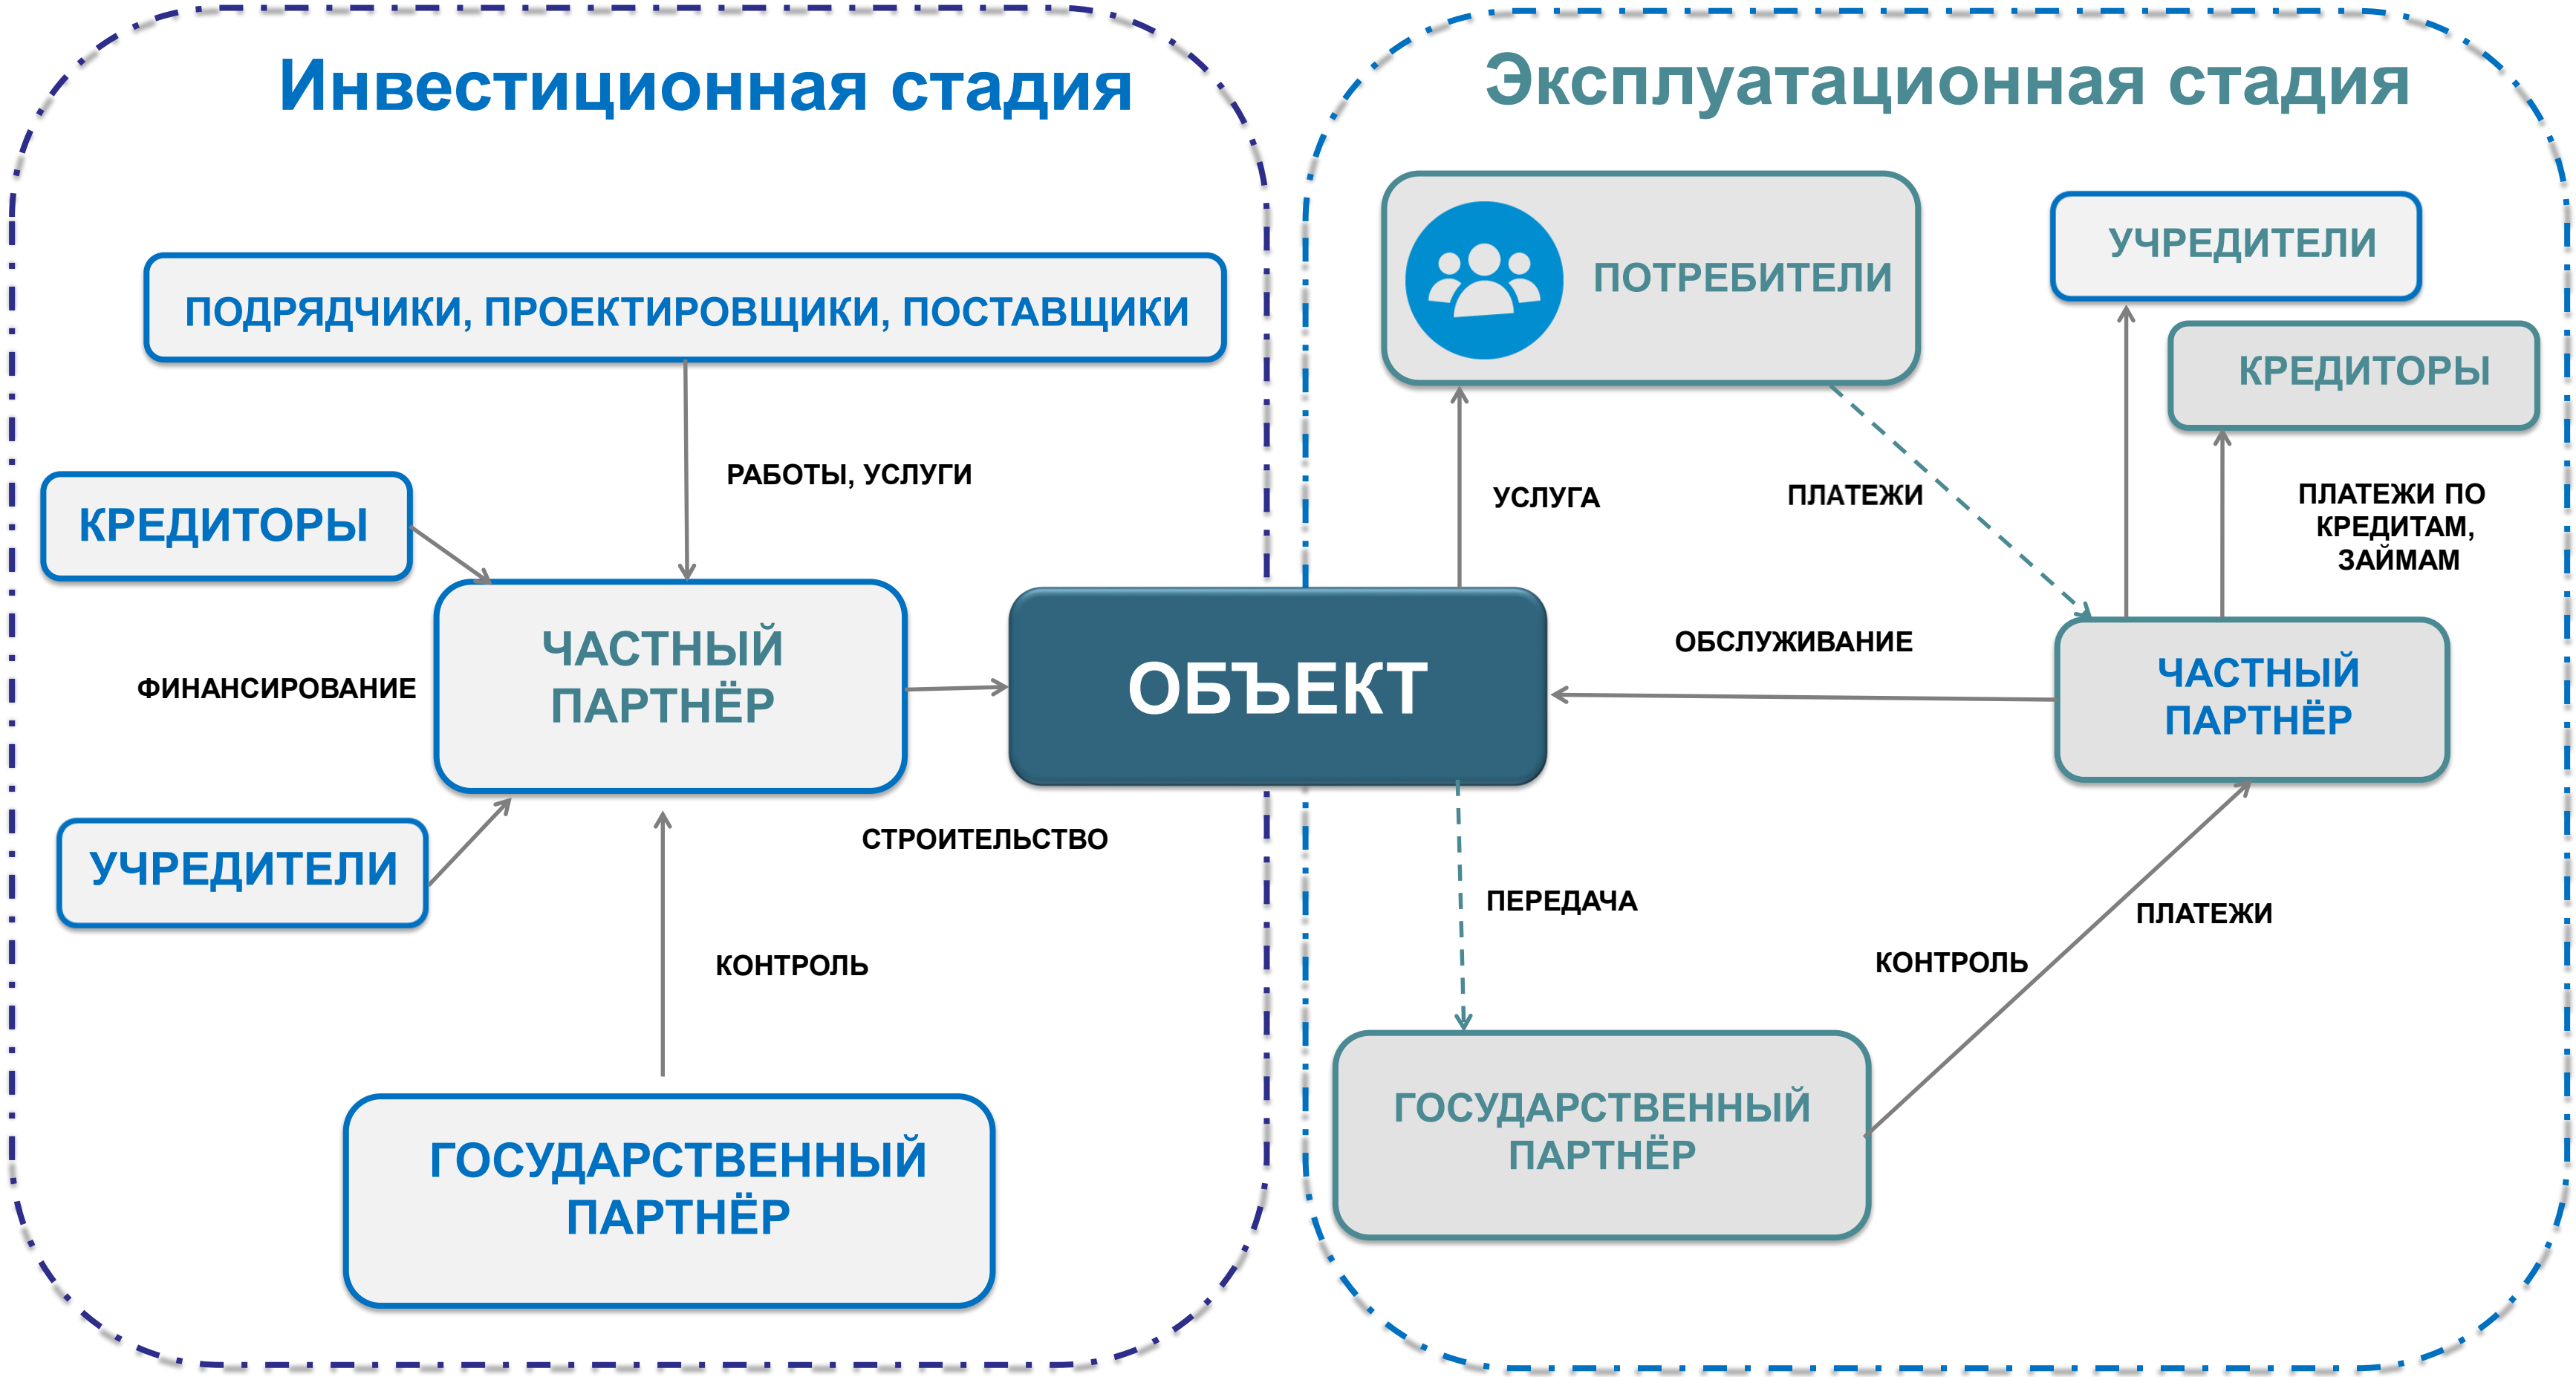 Инвестиционная стадия
ПОДРЯДЧИКИ, ПРОЕКТИРОВЩИКИ, ПОСТАВЩИКИ
РАБОТЫ, УСЛУГИ
КРЕДИТОРЫ
ФИНАНСИРОВАНИЕ
ЧАСТНЫЙ
ПАРТНЁР
УЧРЕДИТЕЛИ
СТРОИТЕЛЬСТВО
КОНТРОЛЬ
ГОСУДАРСТВЕННЫЙ
ПАРТНЁР
ОБЪЕКТ
Эксплуатационная стадия
ПОТРЕБИТЕЛИ
УЧРЕДИТЕЛИ
КРЕДИТОРЫ
УСЛУГА
ПЛАТЕЖИ
ПЛАТЕЖИ ПО
КРЕДИТАМ,
ЗАЙМАМ
ОБСЛУЖИВАНИЕ
ЧАСТНЫЙ
ПАРТНЁР
ПЕРЕДАЧА
ПЛАТЕЖИ
КОНТРОЛЬ
ГОСУДАРСТВЕННЫЙ
ПАРТНЁР